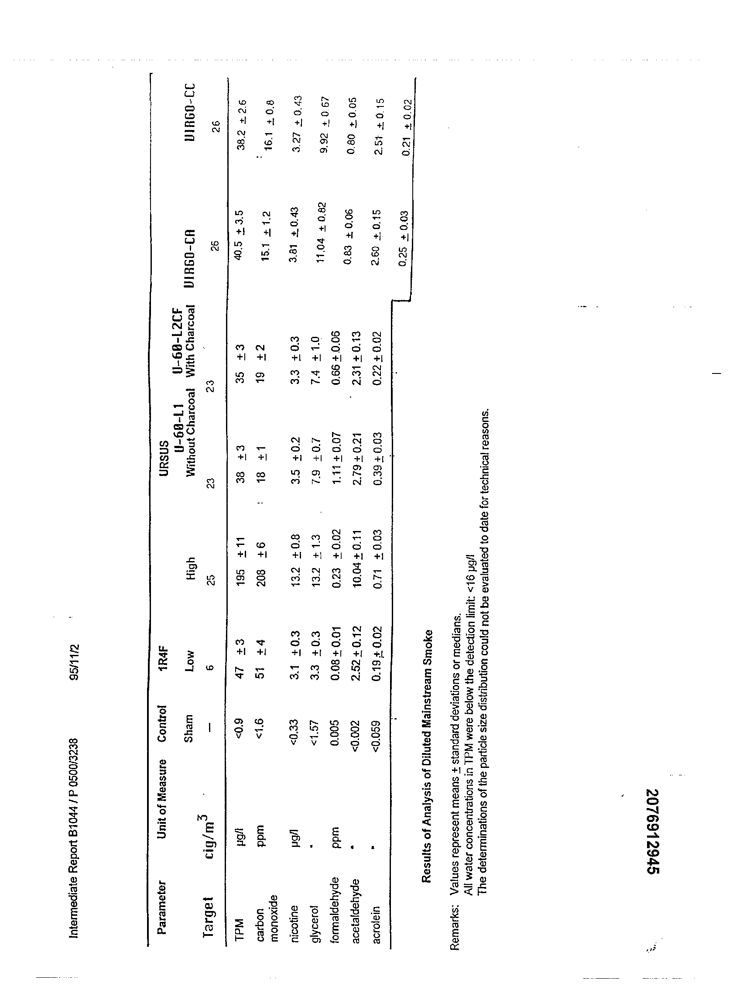 Intermediate Report B1044 / P 0500/3238 95/11/2
Parameter Unit of Measure Control 1R4F URSUS
U-60-L1 U-60-L2CF
Sham Low High Without Charcoal With Charcoal VIRGO-CA VIRGO-CC
Target cig/m3 — 6 25 23 23 26 26
TPM µg/l <0.9 47 ± 3 195 ± 11 38 ± 3 35 ± 3 40.5 ± 3.5 38.2 ± 2.6
carbon monoxide ppm <1.6 51 ± 4 208 ± 6 18 ± 1 19 ± 2 15.1 ± 1.2 16.1 ± 0.8
nicotine µg/l <0.33 3.1 ± 0.3 13.2 ± 0.8 3.5 ± 0.2 3.3 ± 0.3 3.81 ± 0.43 3.27 ± 0.43
glycerol " <1.57 3.3 ± 0.3 13.2 ± 1.3 7.9 ± 0.7 7.4 ± 1.0 11.04 ± 0.82 9.92 ± 0 67
formaldehyde ppm 0.005 0.08 ± 0.01 0.23 ± 0.02 1.11 ± 0.07 0.66 ± 0.06 0.83 ± 0.06 0.80 ± 0.05
acetaldehyde " <0.002 2.52 ± 0.12 10.04 ± 0.11 2.79 ± 0.21 2.31 ± 0.13 2.60 ± 0.15 2.51 ± 0.15
acrolein " <0.059 0.19 ± 0.02 0.71 ± 0.03 0.39 ± 0.03 0.22 ± 0.02 0.25 ± 0.03 0.21 ± 0.02
Results of Analysis of Diluted Mainstream Smoke
Remarks: Values represent means ± standard deviations or medians.
All water concentrations in TPM were below the detection limit: <16 µg/l
The determinations of the particle size distribution could not be evaluated to date for technical reasons.
2076912945